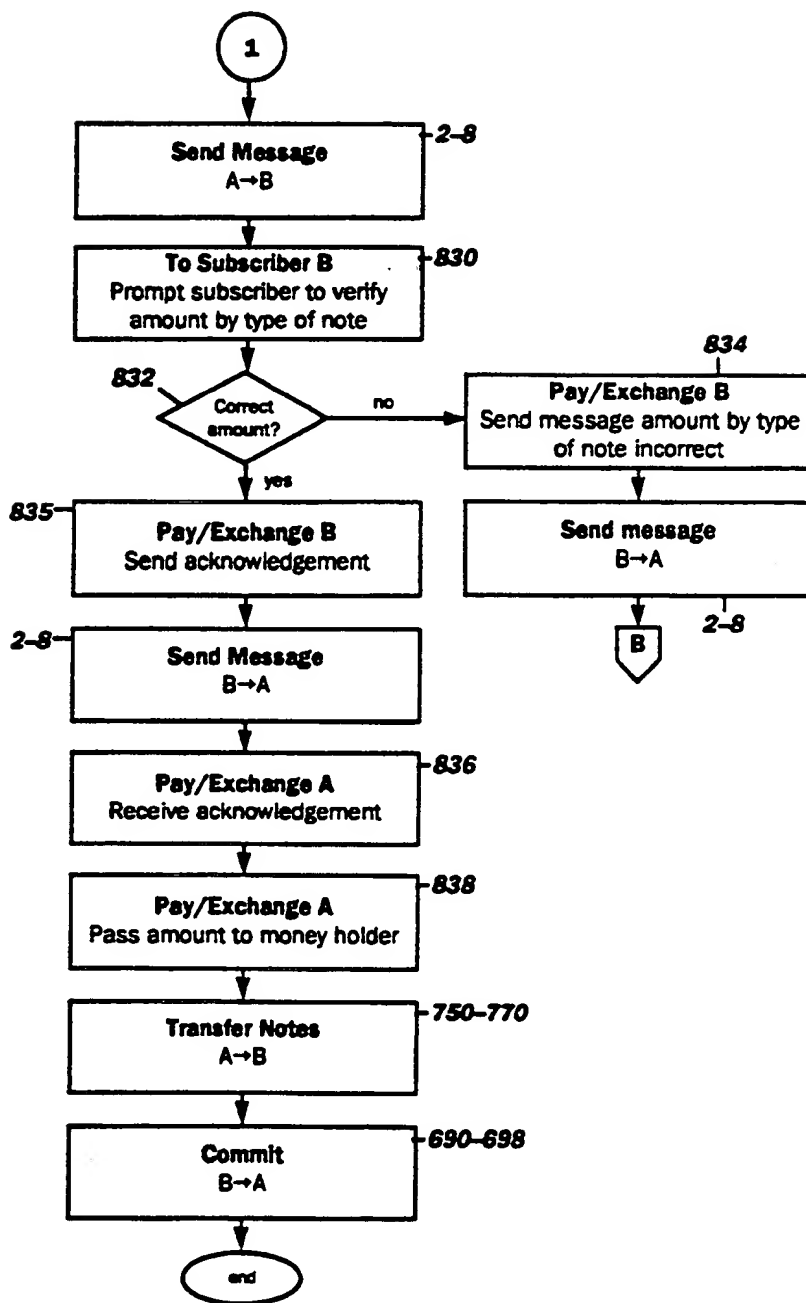 1
Send Message
A→B
2–8
To Subscriber B
Prompt subscriber to verify
amount by type of note
830
832
Correct
amount?
no
yes
834
Pay/Exchange B
Send message amount by type
of note incorrect
Send message
B→A
2–8
B
835
Pay/Exchange B
Send acknowledgement
2–8
Send Message
B→A
Pay/Exchange A
Receive acknowledgement
836
Pay/Exchange A
Pass amount to money holder
838
Transfer Notes
A→B
750–770
Commit
B→A
690–698
end